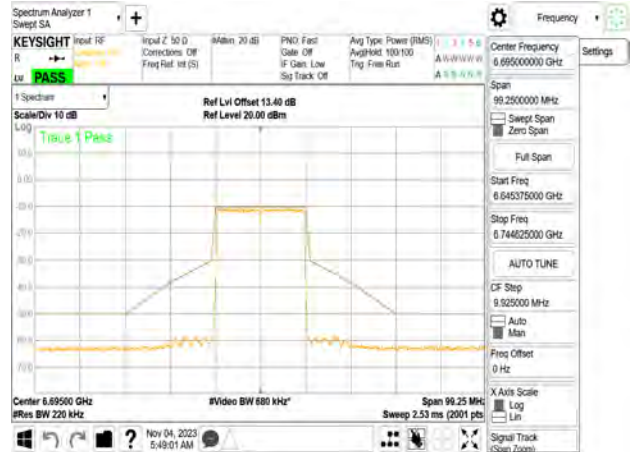 Spectrum Analyzer 1
Swept SA
+
Frequency
KEYSIGHT
Input: RF
Input Z: 50 Ω
#Atten: 20 dB
PNO: Fast
Avg Type: Power (RMS)
R
Corrections: Off
Gate: Off
Avg|Hold: 100/100
Freq Ref: Int (S)
IF Gain: Low
Trig: Free Run
Sig Track: Off
LW PASS
Center Frequency
6.695000000 GHz
Settings
Span
99.2500000 MHz
Swept Span
Zero Span
Full Span
Start Freq
6.645375000 GHz
Stop Freq
6.744625000 GHz
AUTO TUNE
CF Step
9.925000 MHz
Auto
Man
Freq Offset
0 Hz
X Axis Scale
Log
Lin
Signal Track
(Span Zoom)
1 Spectrum
Scale/Div 10 dB
Ref Lvl Offset 13.40 dB
Ref Level 20.00 dBm
Log
Trace 1 Pass
Center 6.69500 GHz
#Video BW 680 kHz*
Span 99.25 MHz
#Res BW 220 kHz
Sweep 2.53 ms (2001 pts
Nov 04, 2023
5:49:01 AM